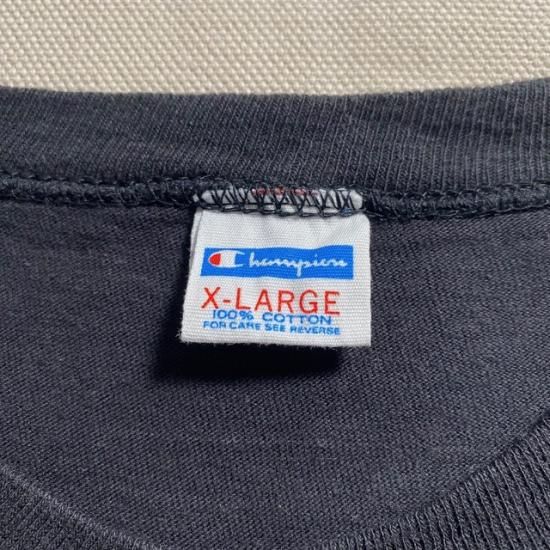 Champion
X-LARGE
100% COTTON
FOR CARE SEE REVERSE